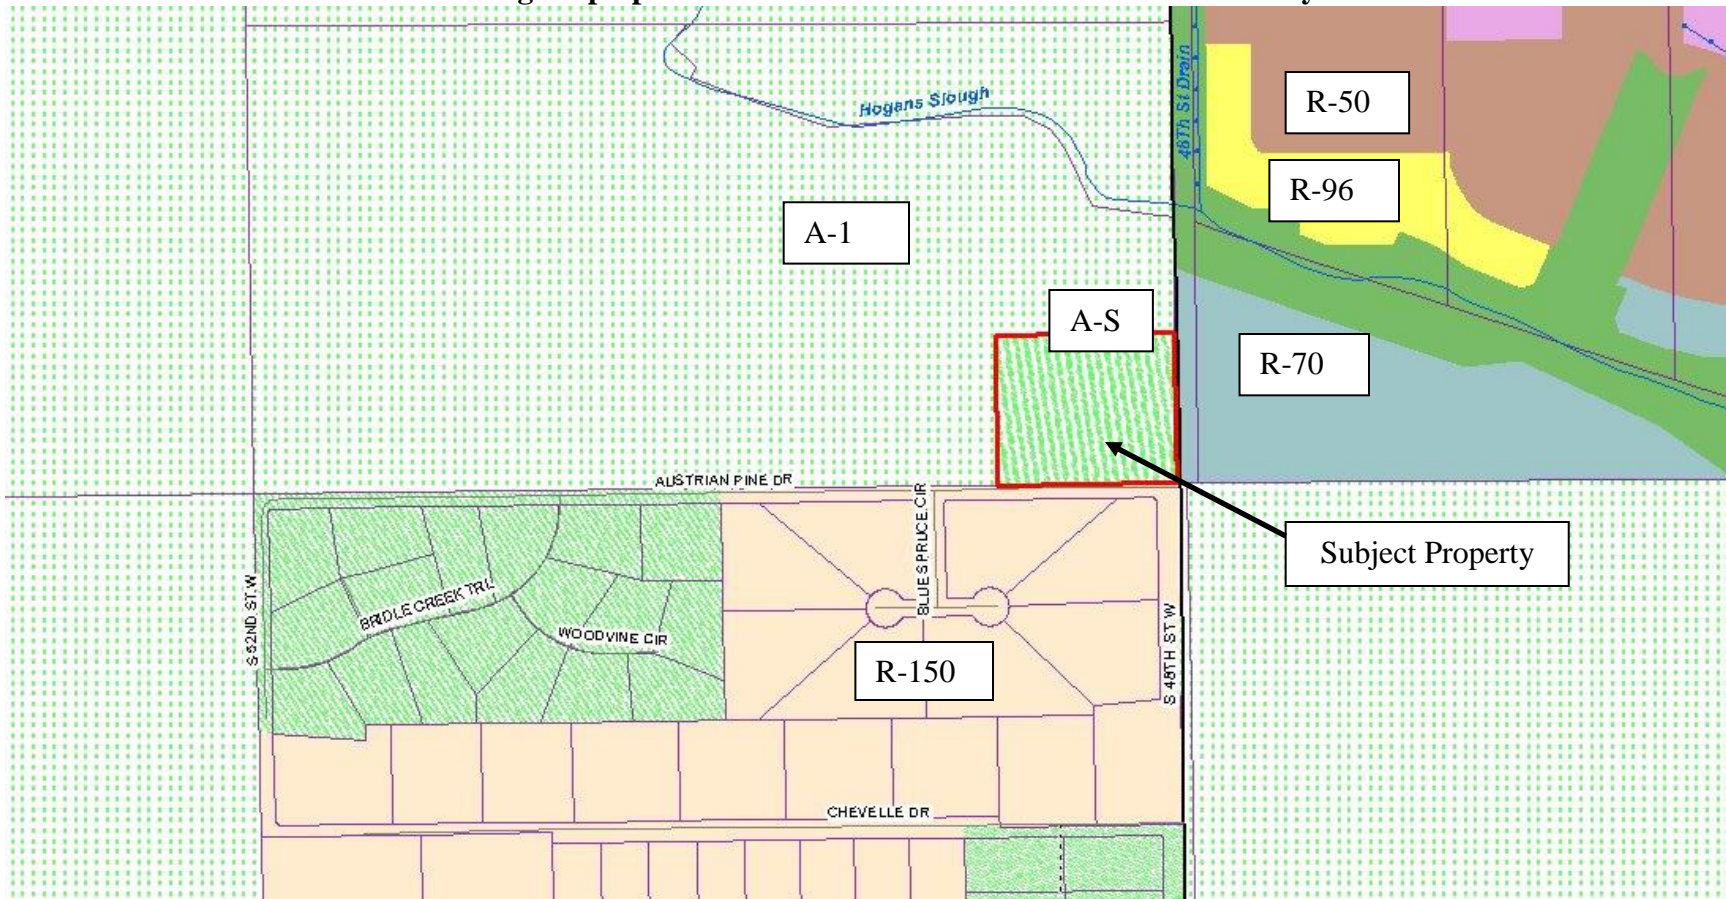 Hogans Slough
48Th St Drain
R-50
R-96
A-1
A-S
R-70
AUSTRIAN PINE DR
BLUE SPRUCE CIR
Subject Property
S 52ND ST W
BRIDLE CREEK TRL
WOODVINE CIR
R-150
S 48TH ST W
CHEVELLE DR